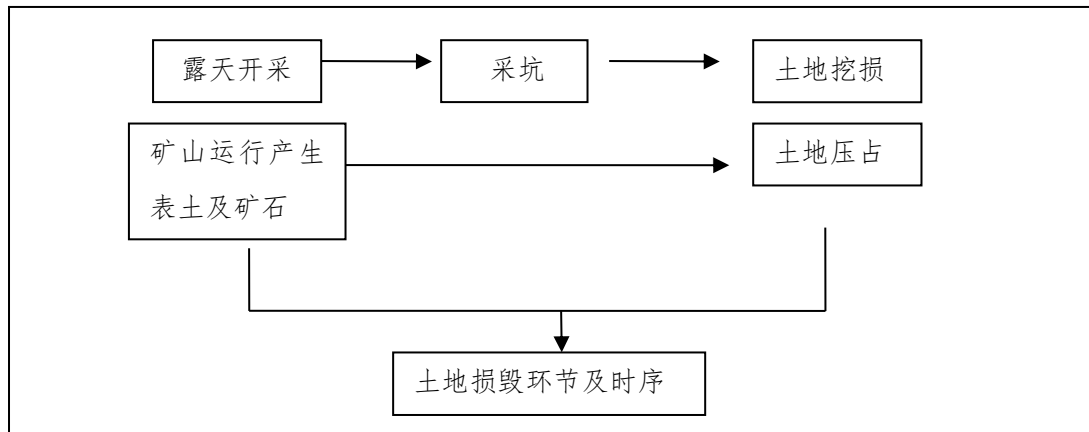 露天开采
采坑
土地挖损
矿山运行产生
表土及矿石
土地压占
土地损毁环节及时序